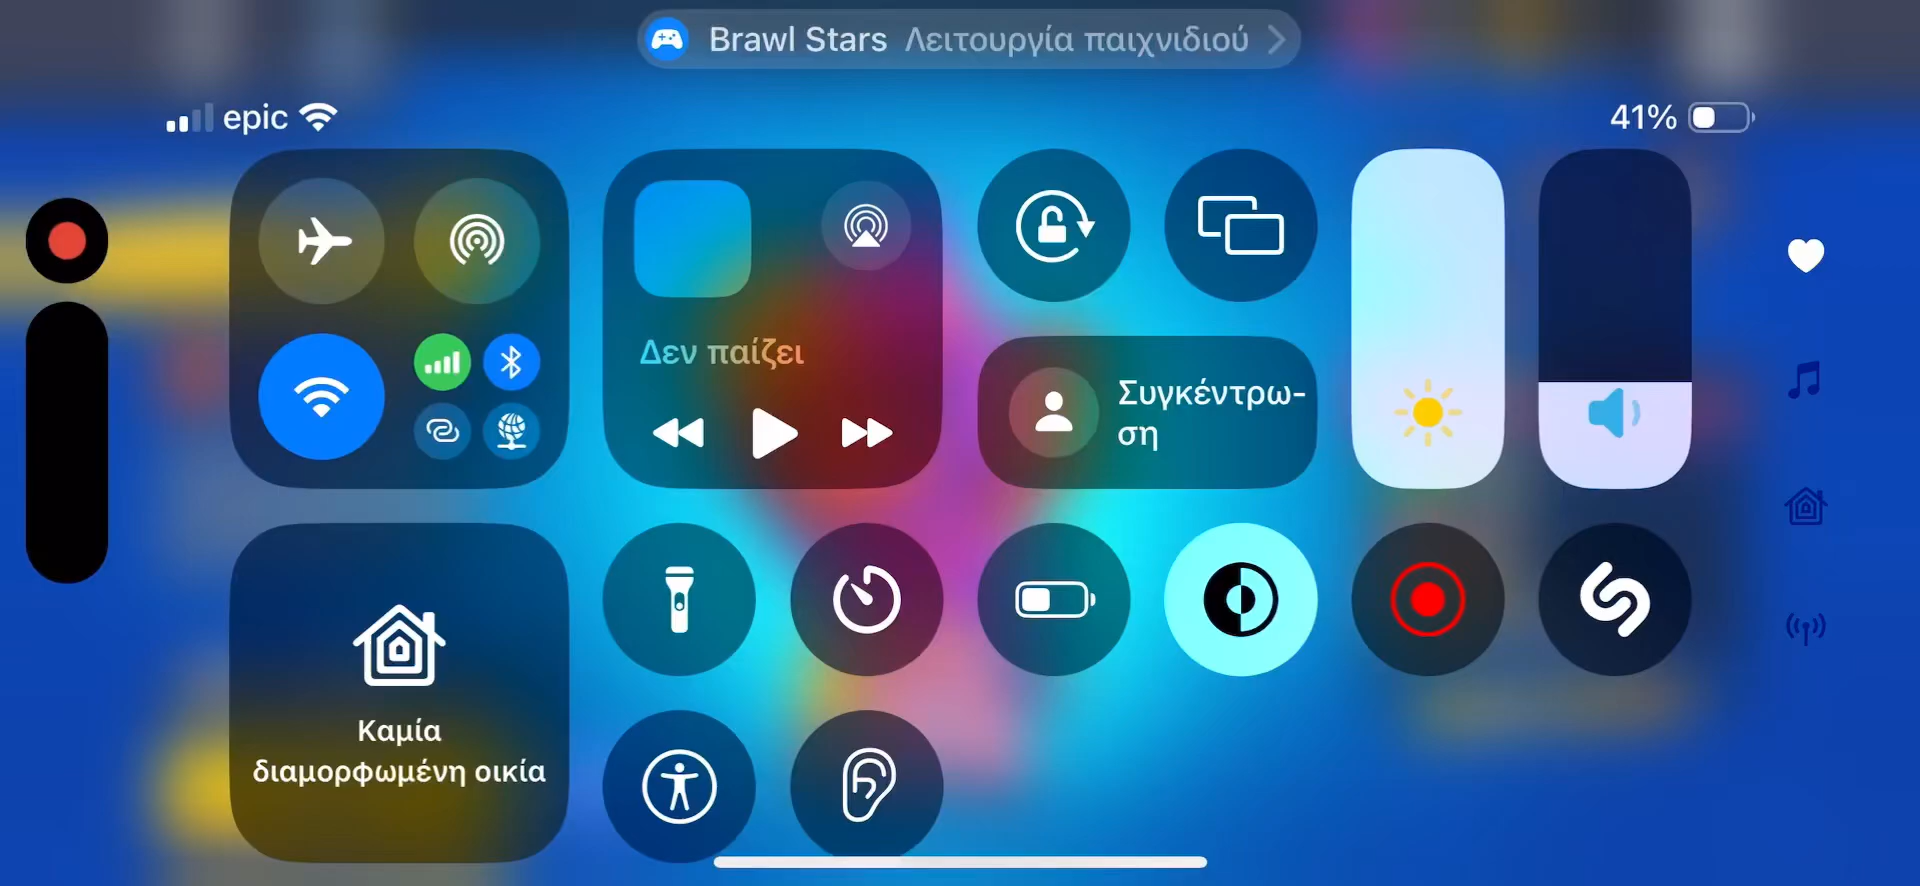 Brawl Stars Λειτουργία παιχνιδιού
epic
41%
Δεν παίζει
Συγκέντρω-
ση
Καμία
διαμορφωμένη οικία